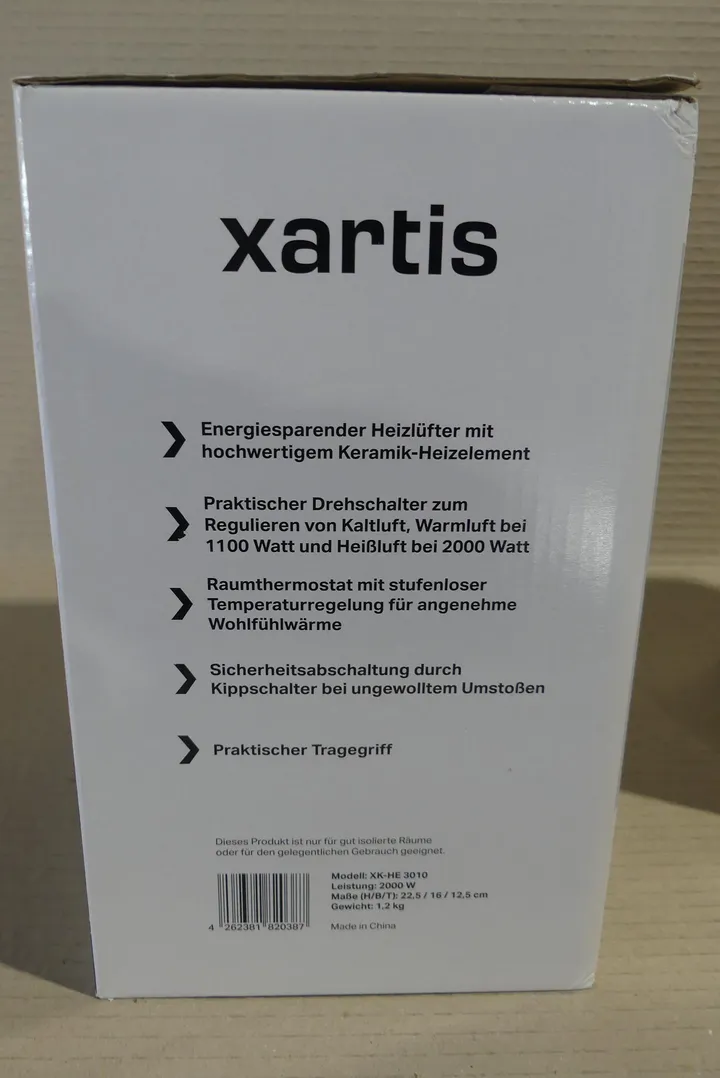 xartis
Energiesparender Heizlüfter mit
hochwertigem Keramik-Heizelement
Praktischer Drehschalter zum
Regulieren von Kaltluft, Warmluft bei
1100 Watt und Heißluft bei 2000 Watt
Raumthermostat mit stufenloser
Temperaturregelung für angenehme
Wohlfühlwärme
Sicherheitsabschaltung durch
Kippschalter bei ungewolltem Umstoßen
Praktischer Tragegriff
Dieses Produkt ist nur für gut isolierte Räume
oder für den gelegentlichen Gebrauch geeignet.
Modell: XK-HE 3010
Leistung: 2000 W
Maße (H/B/T): 22,5 / 16 / 12,5 cm
Gewicht: 1,2 kg
4 262381 820387
Made in China